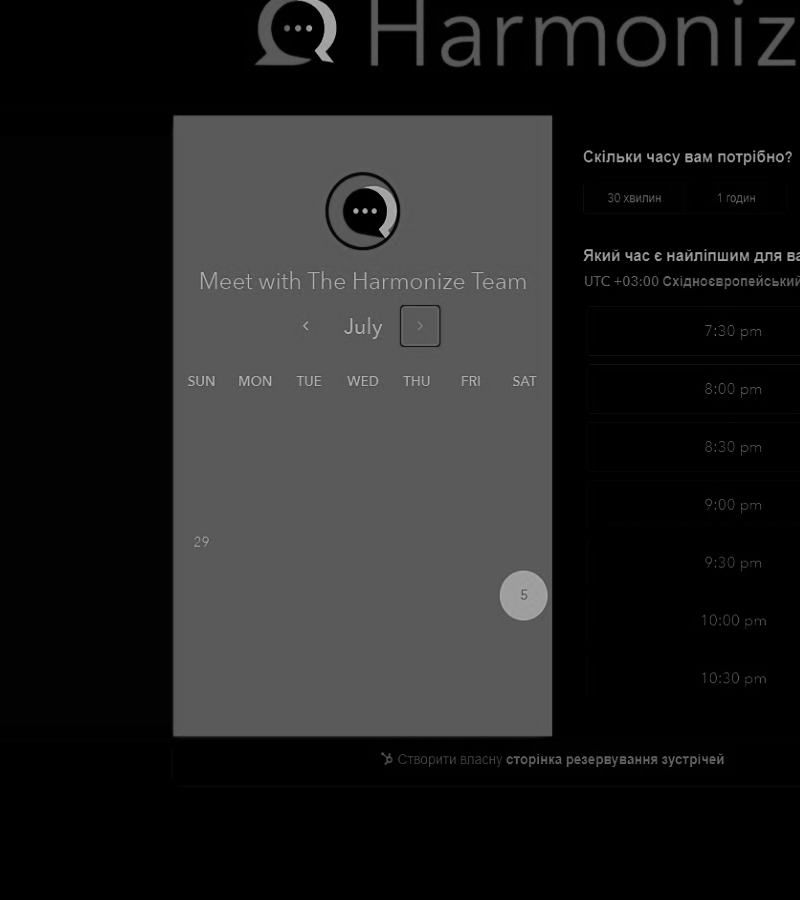 Harmoniz
Meet with The Harmonize Team
July
SUN MON TUE WED THU FRI SAT
29
5
Скільки часу вам потрібно?
30 хвилин 1 годин
Який час є найліпшим для ва
UTC +03:00 Східноєвропейський
7:30 pm
8:00 pm
8:30 pm
9:00 pm
9:30 pm
10:00 pm
10:30 pm
Створити власну сторінка резервування зустрічей